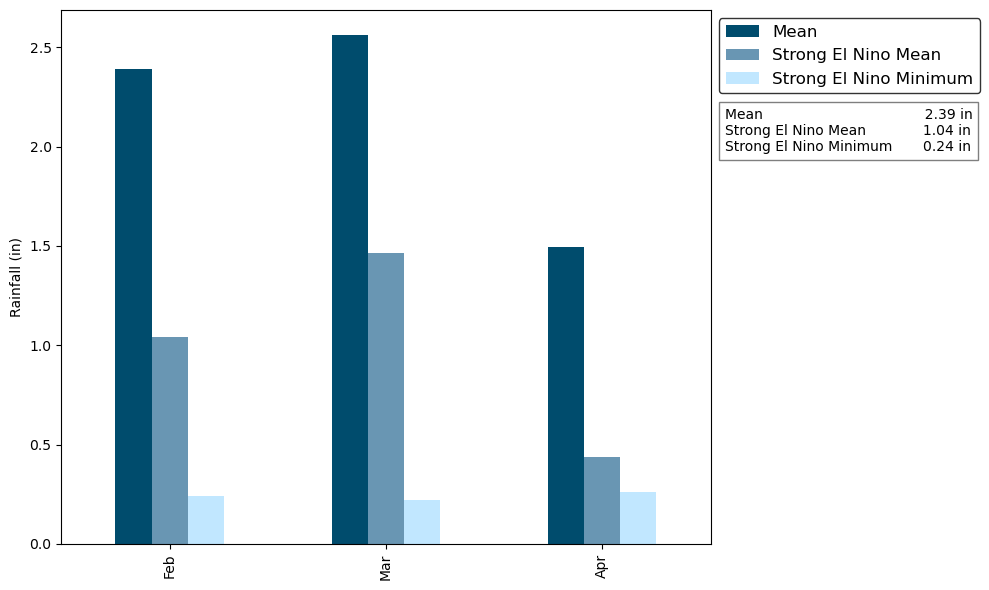 Mean
Strong El Nino Mean
Strong El Nino Minimum
Mean 2.39 in
Strong El Nino Mean 1.04 in
Strong El Nino Minimum 0.24 in
Rainfall (in)
2.5
2.0
1.5
1.0
0.5
0.0
Feb Mar Apr